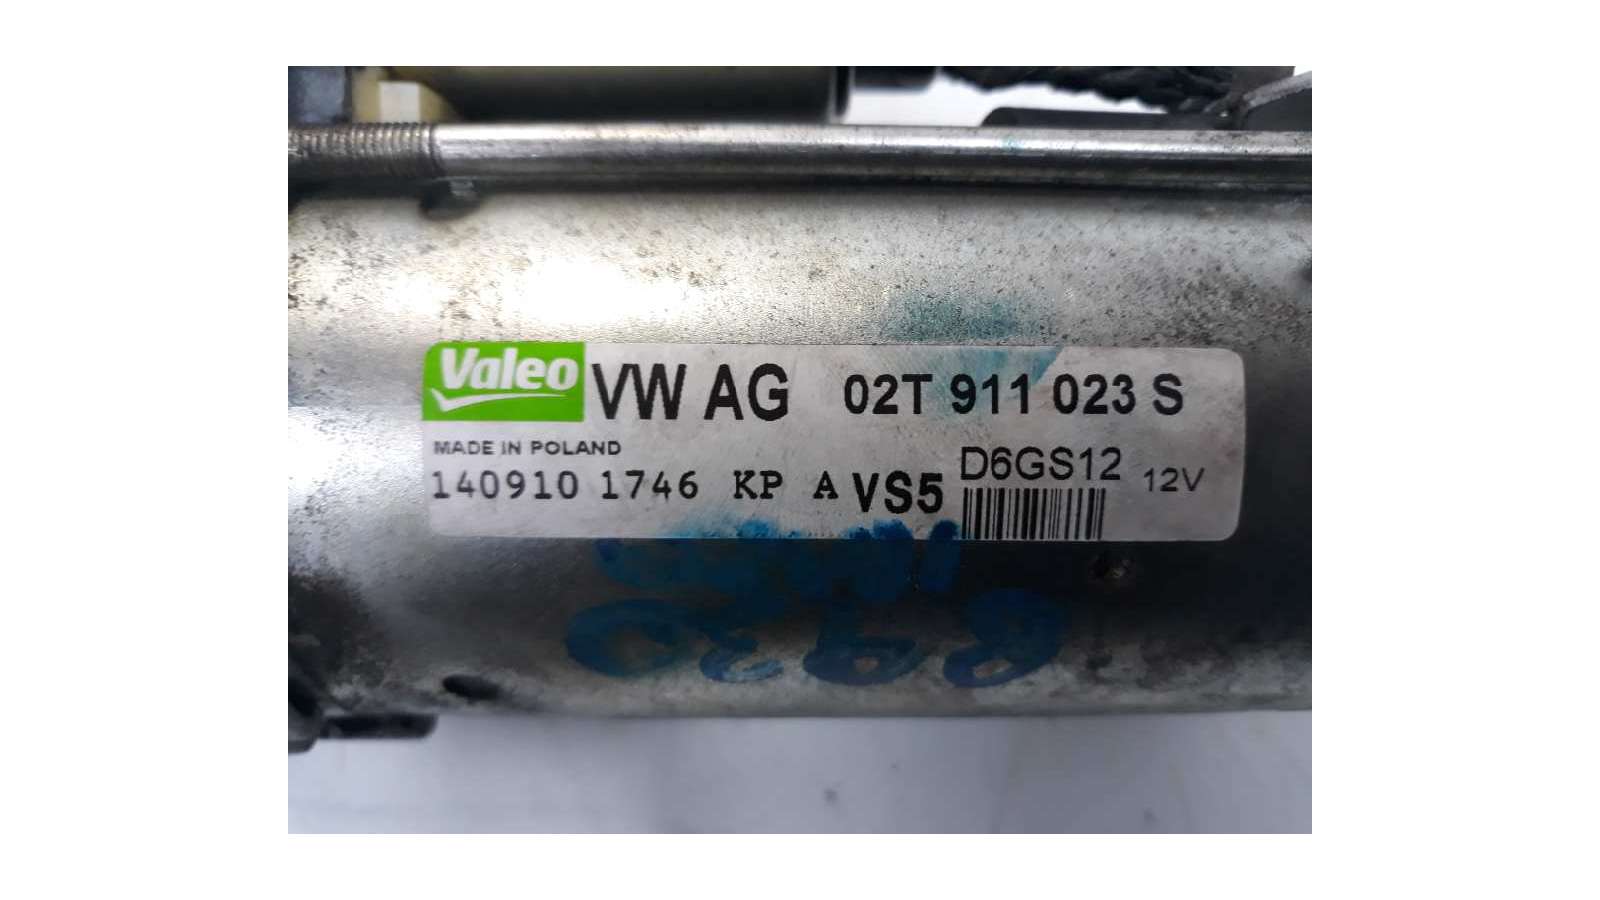 Valeo VW AG 02T 911 023 S
MADE IN POLAND
D6GS12 12V
140910 1746 KP A VS5